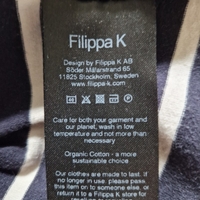 Filippa K
Design by Filippa K AB
Söder Mälarstrand 65
11825 Stockholm, Sweden
www.filippa-k.com
Care for both your garment and
our planet, wash in low
temperature and not more than
necessary
Organic Cotton - a more
sustainable choice
Our clothes are made to last. If
no longer in use, please pass
this item on to someone else, or
return it to a Filippa K store for